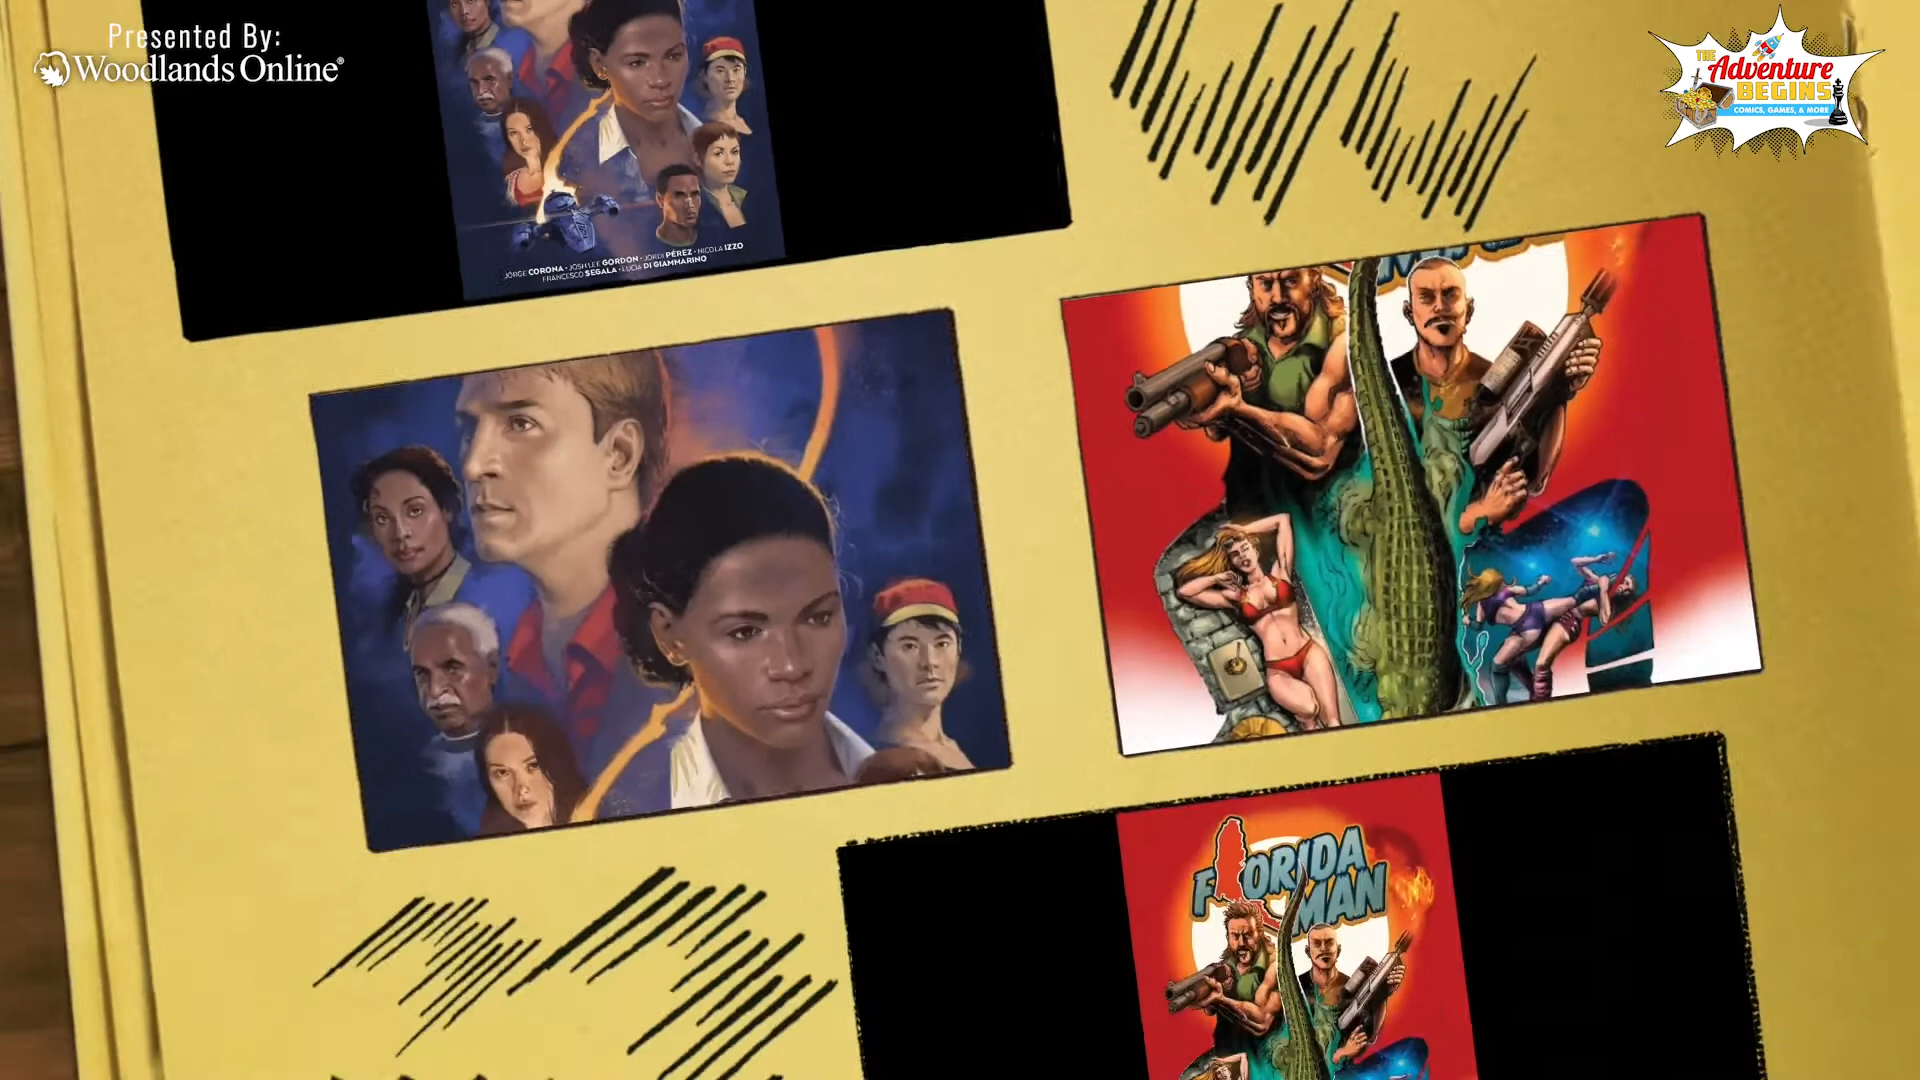 Presented By:
Woodlands Online®
THE
Adventure
BEGINS
COMICS, GAMES, & MORE
JORGE CORONA • JOSH LEE GORDON • JORDI PÉREZ • NICOLA IZZO
FRANCESCO SEGALA • LUCIA DI GIAMMARINO
FLORIDA
MAN